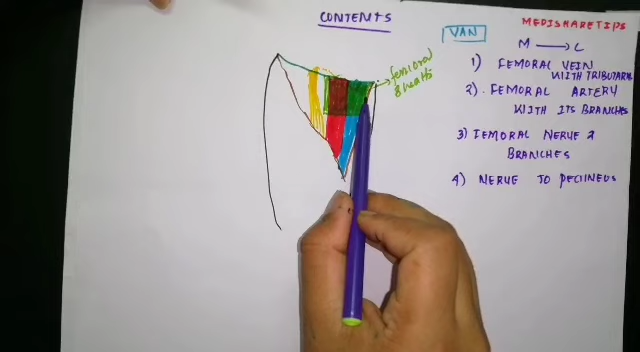 CONTENTS
MEDISHARETIPS
VAN
M → L
1) FEMORAL VEIN
WITH TRIBUTARI
2). FEMORAL ARTERY
WITH ITS BRANCHES
3) FEMORAL NERVE &
BRANCHES
4) NERVE TO PECTINEUS
femoral
sheath